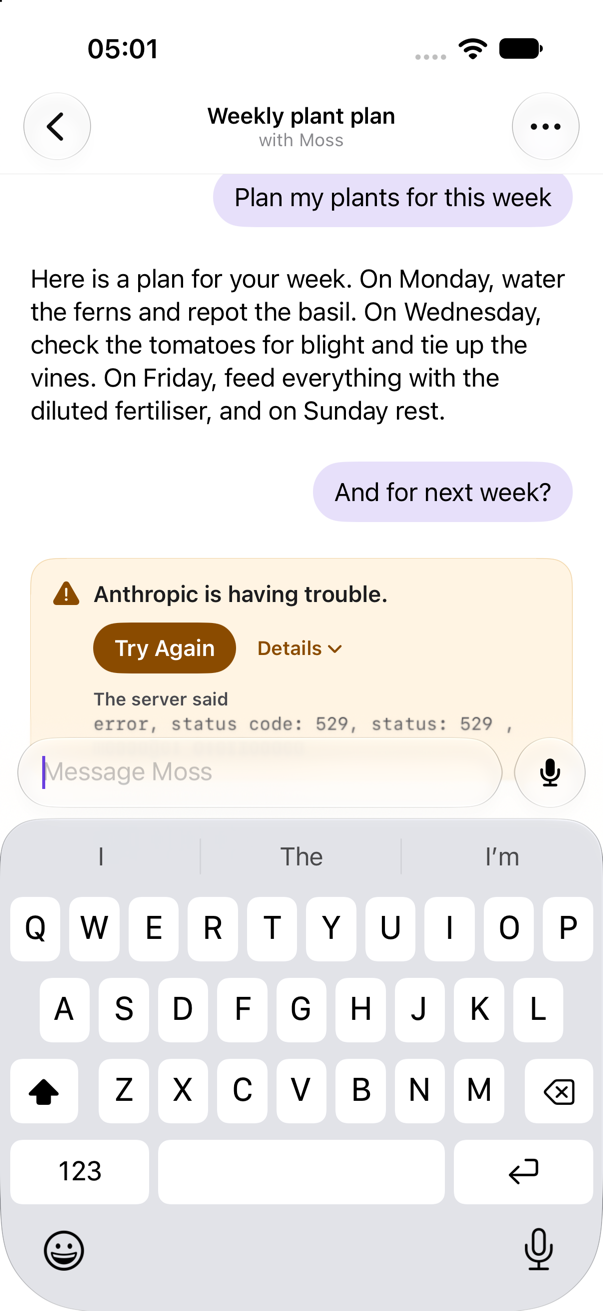 05:01
Weekly plant plan
with Moss
Plan my plants for this week
Here is a plan for your week. On Monday, water
the ferns and repot the basil. On Wednesday,
check the tomatoes for blight and tie up the
vines. On Friday, feed everything with the
diluted fertiliser, and on Sunday rest.
And for next week?
Anthropic is having trouble.
Try Again
Details
The server said
error, status code: 529, status: 529 ,
Message Moss
I
The
I’m
Q W E R T Y U I O P
A S D F G H J K L
Z X C V B N M
123